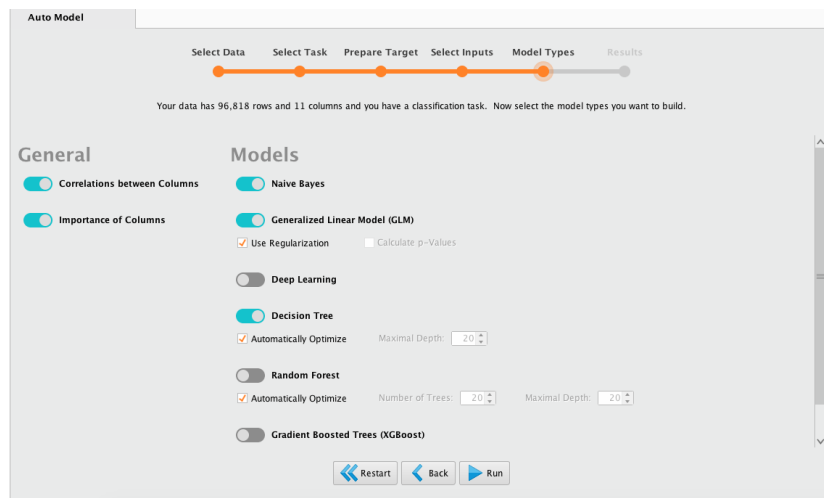 Auto Model
Select Data Select Task Prepare Target Select Inputs Model Types Results
Your data has 96,818 rows and 11 columns and you have a classification task. Now select the model types you want to build.
General
Correlations between Columns
Importance of Columns
Models
Naive Bayes
Generalized Linear Model (GLM)
Use Regularization Calculate p-Values
Deep Learning
Decision Tree
Automatically Optimize Maximal Depth: 20
Random Forest
Automatically Optimize Number of Trees: 20 Maximal Depth: 20
Gradient Boosted Trees (XGBoost)
Restart Back Run